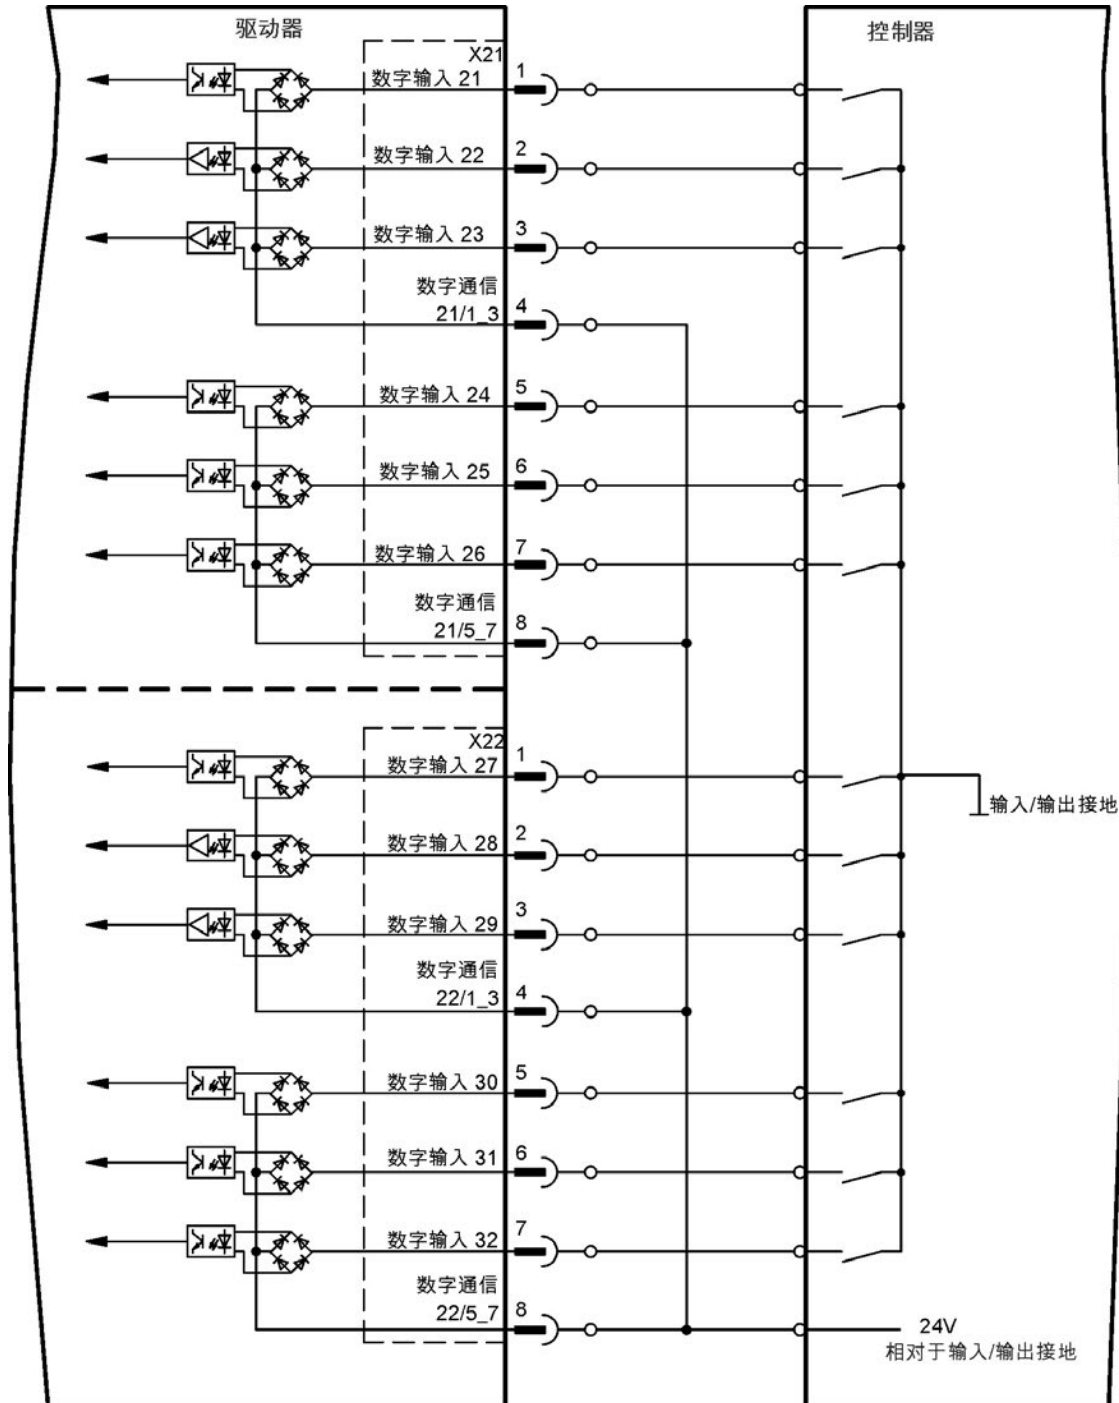 驱动器
控制器
X21
数字输入 21
1
数字输入 22
2
数字输入 23
3
数字通信
21/1_3
4
数字输入 24
5
数字输入 25
6
数字输入 26
7
数字通信
21/5_7
8
X22
数字输入 27
1
输入/输出接地
数字输入 28
2
数字输入 29
3
数字通信
22/1_3
4
数字输入 30
5
数字输入 31
6
数字输入 32
7
数字通信
22/5_7
8
24V
相对于输入/输出接地